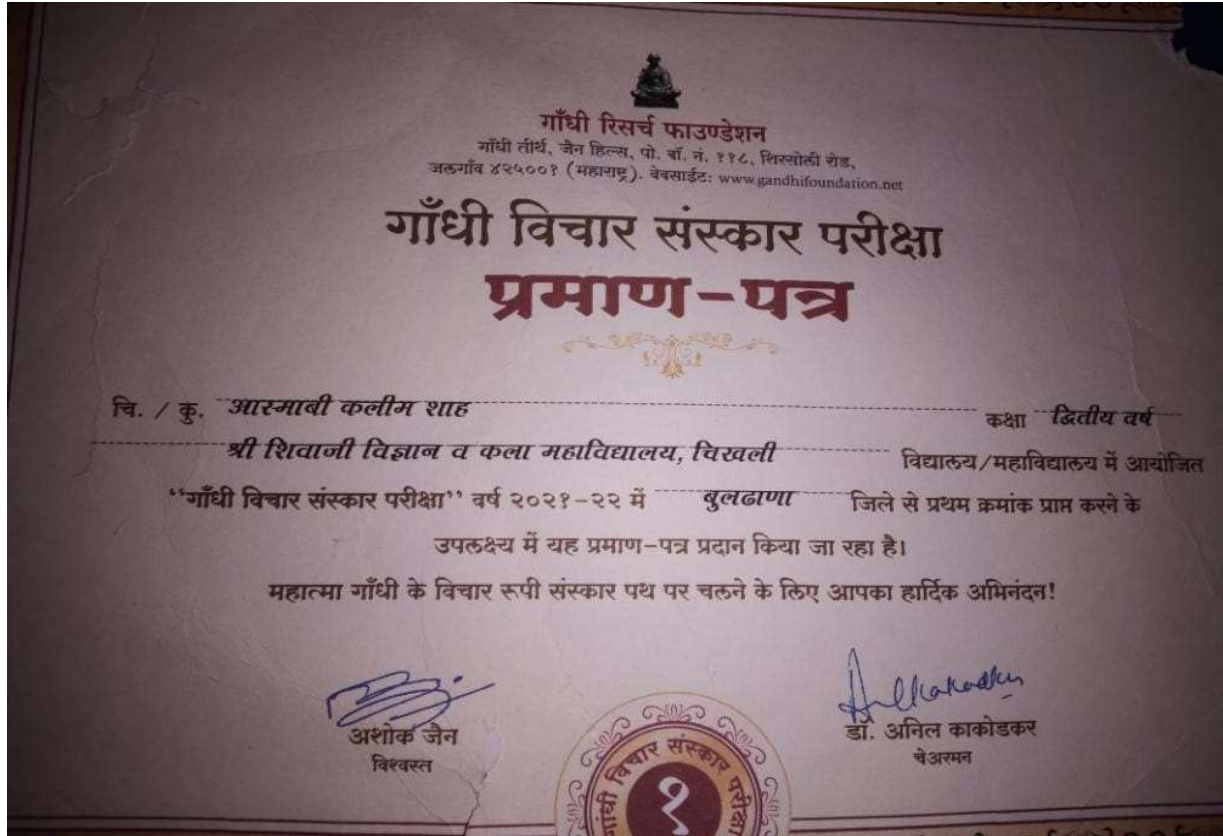 गाँधी रिसर्च फाउण्डेशन
गाँधी तीर्थ, जैन हिल्स, पो. बॉ. नं. ११८, शिरसोली रोड,
जलगाँव ४२५००१ (महाराष्ट्र). वेबसाईट: www.gandhifoundation.net
गाँधी विचार संस्कार परीक्षा
प्रमाण-पत्र
चि. / कु. आस्माबी कलीम शाह कक्षा द्वितीय वर्ष
श्री शिवाजी विज्ञान व कला महाविद्यालय, चिखली विद्यालय/महाविद्यालय में आयोजित
"गाँधी विचार संस्कार परीक्षा" वर्ष २०२१-२२ में बुलढाणा जिले से प्रथम क्रमांक प्राप्त करने के
उपलक्ष्य में यह प्रमाण-पत्र प्रदान किया जा रहा है।
महात्मा गाँधी के विचार रूपी संस्कार पथ पर चलने के लिए आपका हार्दिक अभिनंदन!
अशोक जैन
विश्वस्त
डॉ. अनिल काकोडकर
चेअरमन
गांधी विचार संस्कार परीक्षा
१